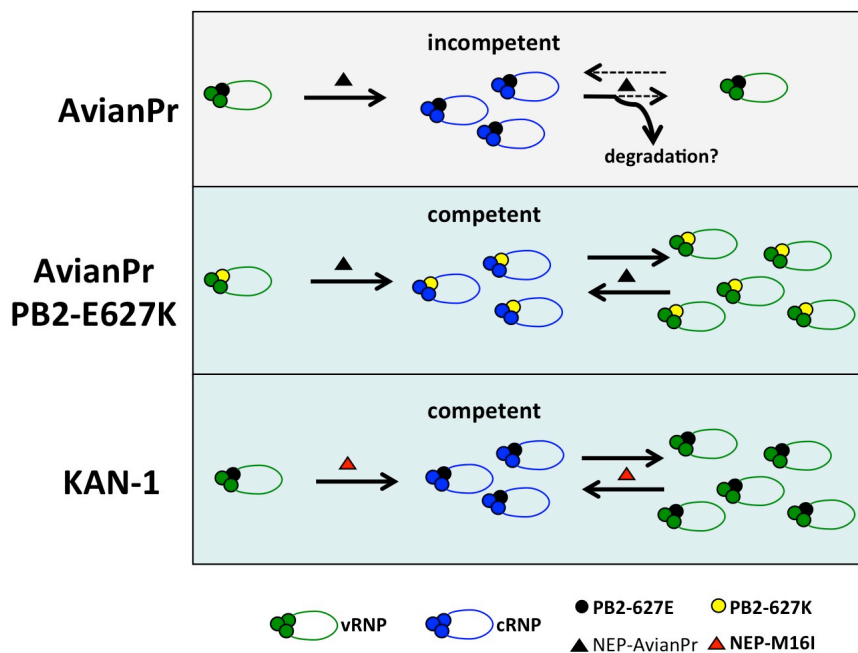 incompetent
AvianPr
degradation?
competent
AvianPr
PB2-E627K
competent
KAN-1
vRNP
cRNP
PB2-627E
PB2-627K
NEP-AvianPr
NEP-M16I